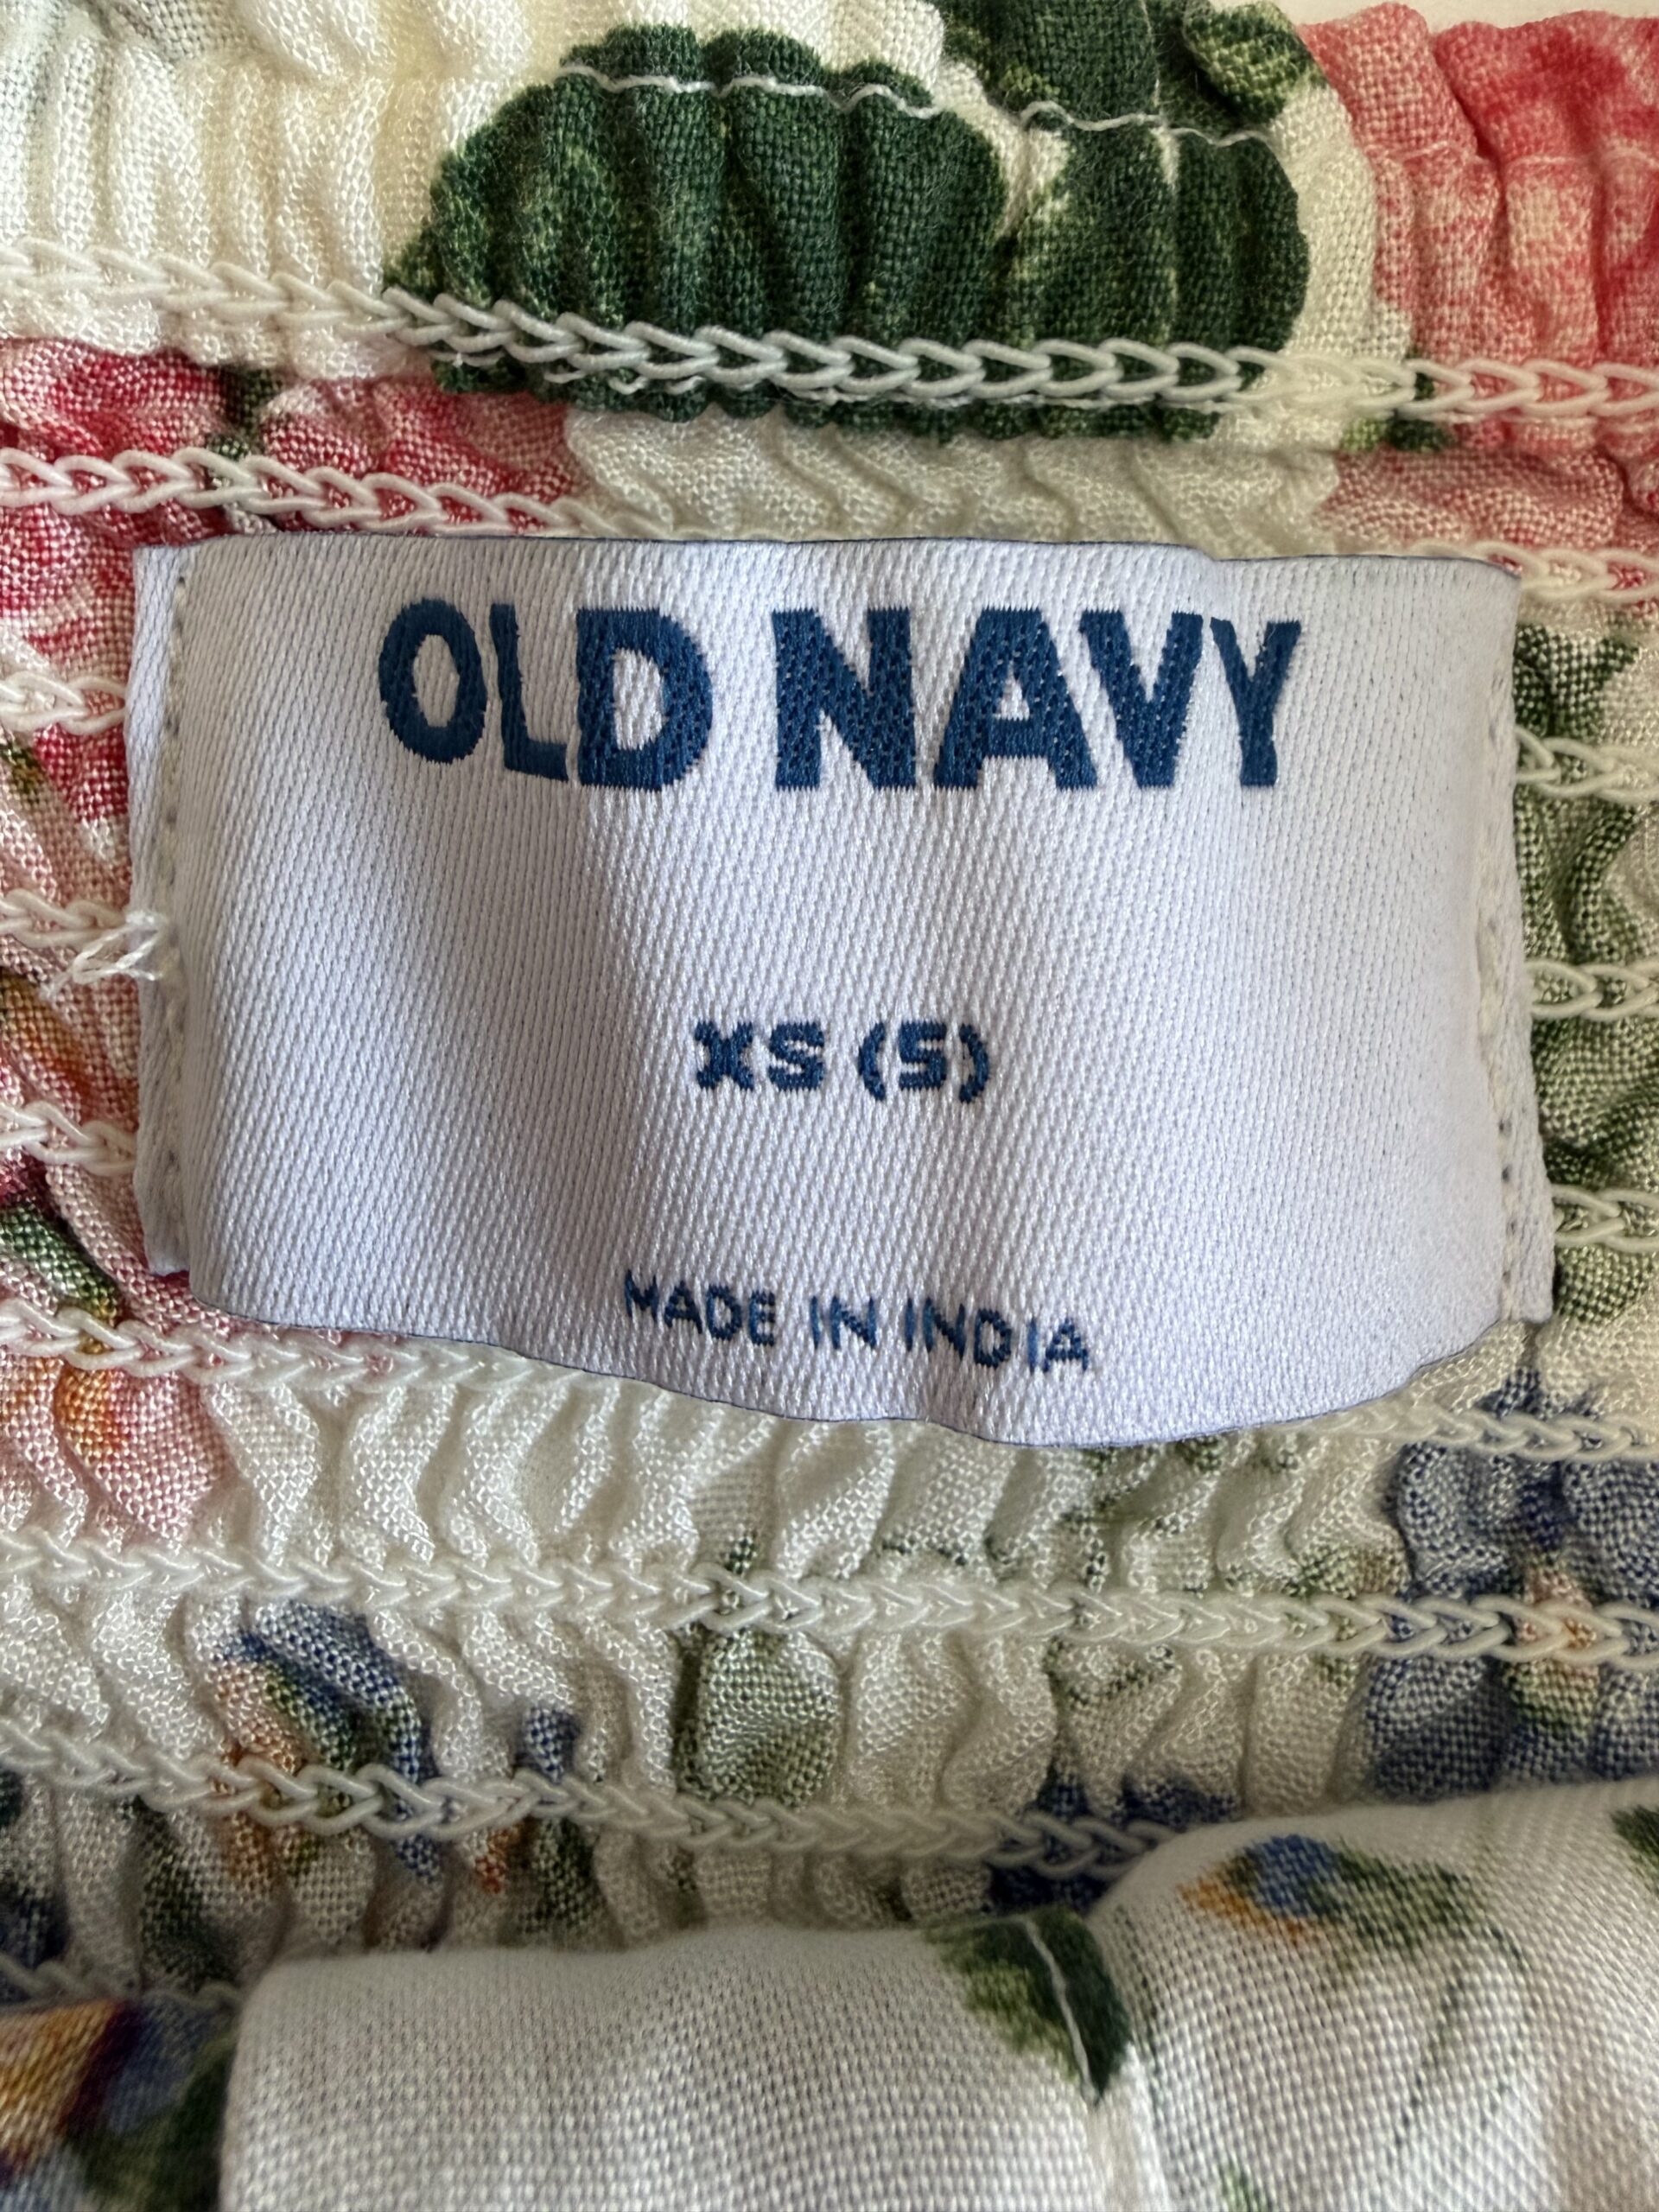 OLD NAVY
XS (5)
MADE IN INDIA